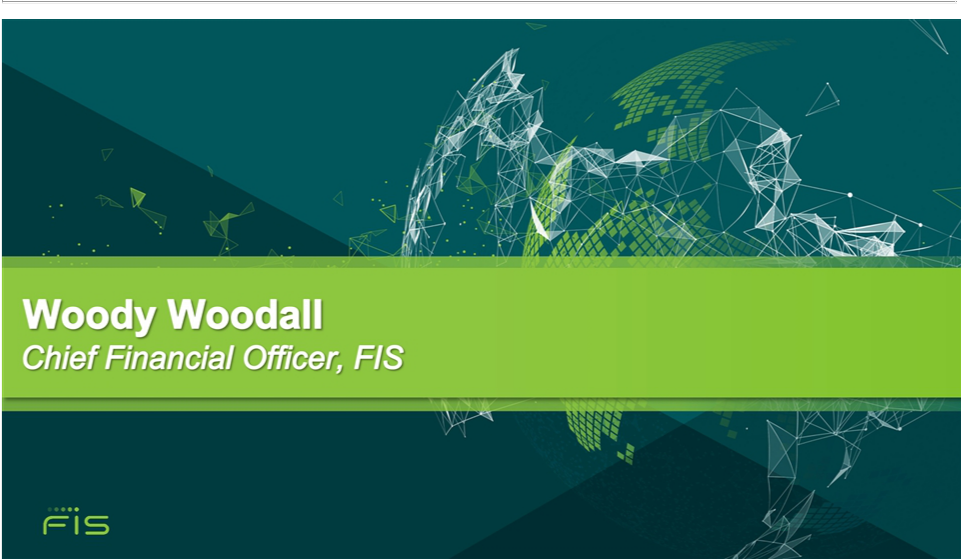 Woody Woodall
Chief Financial Officer, FIS
FIS